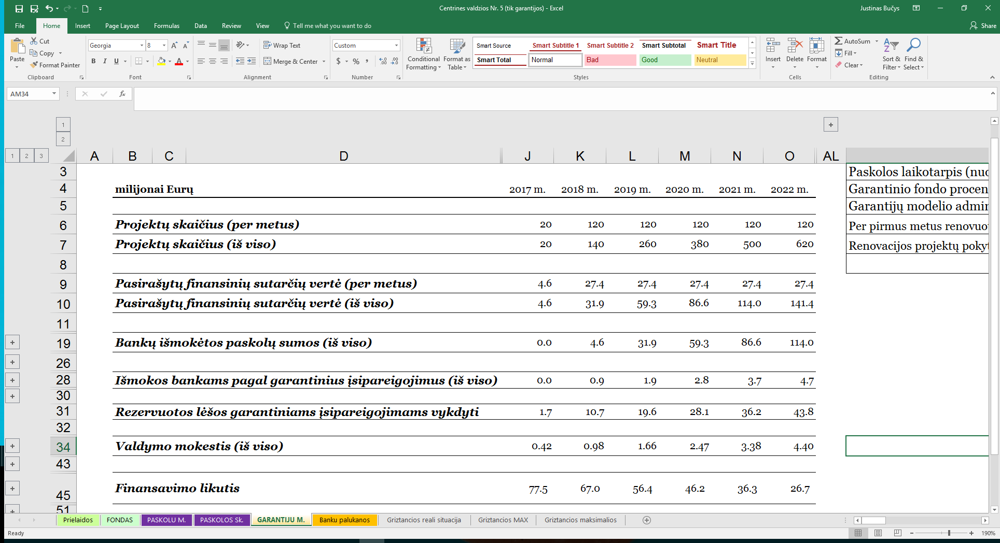 Centrines valdzios Nr. 5 (tik garantijos) - Excel
Justinas Bučys
File Home Insert Page Layout Formulas Data Review View Tell me what you want to do
Share
Paste
Cut
Copy
Format Painter
Clipboard
Georgia 8
B I U
Font
Wrap Text
Merge & Center
Alignment
Custom
$ % ,
Number
Conditional Formatting
Format as Table
Smart Source Smart Subtitle 1 Smart Subtitle 2 Smart Subtotal Smart Title
Smart Total Normal Bad Good Neutral
Styles
Insert Delete Format
Cells
AutoSum
Fill
Clear
Sort & Filter
Find & Select
Editing
AM34
fx
1
2
1 2 3
A B C D J K L M N O AL
3 Paskolos laikotarpis (nuo
4 milijonai Eurų 2017 m. 2018 m. 2019 m. 2020 m. 2021 m. 2022 m. Garantinio fondo procen
5 Garantijų modelio admin
6 Projektų skaičius (per metus) 20 120 120 120 120 120 Per pirmus metus renovuo
7 Projektų skaičius (iš viso) 20 140 260 380 500 620 Renovacijos projektų poky
8
9 Pasirašytų finansinių sutarčių vertė (per metus) 4.6 27.4 27.4 27.4 27.4 27.4
10 Pasirašytų finansinių sutarčių vertė (iš viso) 4.6 31.9 59.3 86.6 114.0 141.4
11
19 Bankų išmokėtos paskolų sumos (iš viso) 0.0 4.6 31.9 59.3 86.6 114.0
26
28 Išmokos bankams pagal garantinius įsipareigojimus (iš viso) 0.0 0.9 1.9 2.8 3.7 4.7
30
31 Rezervuotos lėšos garantiniams įsipareigojimams vykdyti 1.7 10.7 19.6 28.1 36.2 43.8
32
34 Valdymo mokestis (iš viso) 0.42 0.98 1.66 2.47 3.38 4.40
43
45 Finansavimo likutis 77.5 67.0 56.4 46.2 36.3 26.7
51
Prielaidos FONDAS PASKOLU M. PASKOLOS Sk. GARANTIJU M. Banku palukanos Griztancios reali situacija Griztancios MAX Griztancios maksimalios
Ready
190%